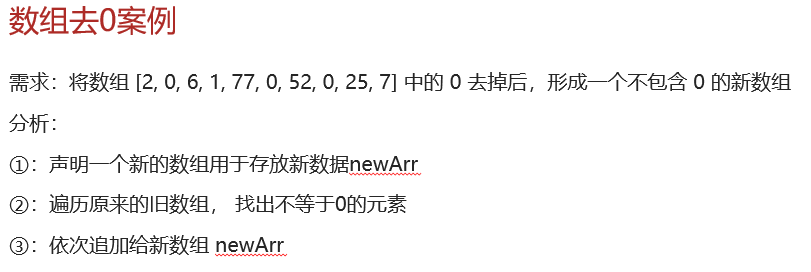 数组去0案例
需求：将数组 [2, 0, 6, 1, 77, 0, 52, 0, 25, 7] 中的 0 去掉后，形成一个不包含 0 的新数组
分析：
①：声明一个新的数组用于存放新数据newArr
②：遍历原来的旧数组， 找出不等于0的元素
③：依次追加给新数组 newArr